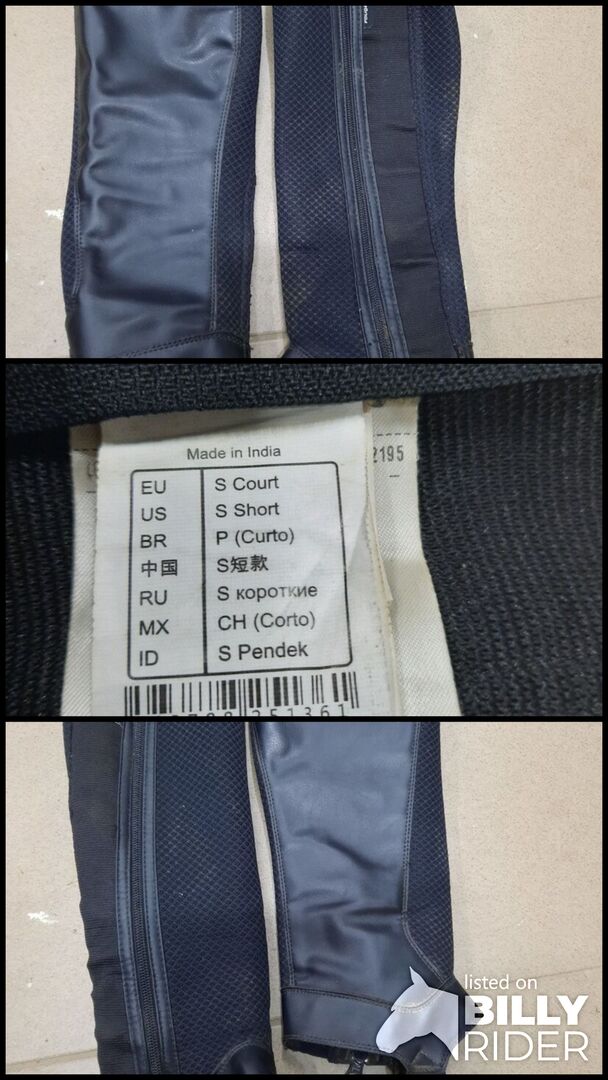 Made in India
2195
EU S Court
US S Short
BR P (Curto)
中国 S短款
RU S короткие
MX CH (Corto)
ID S Pendek
251361
listed on
BILLY
RIDER